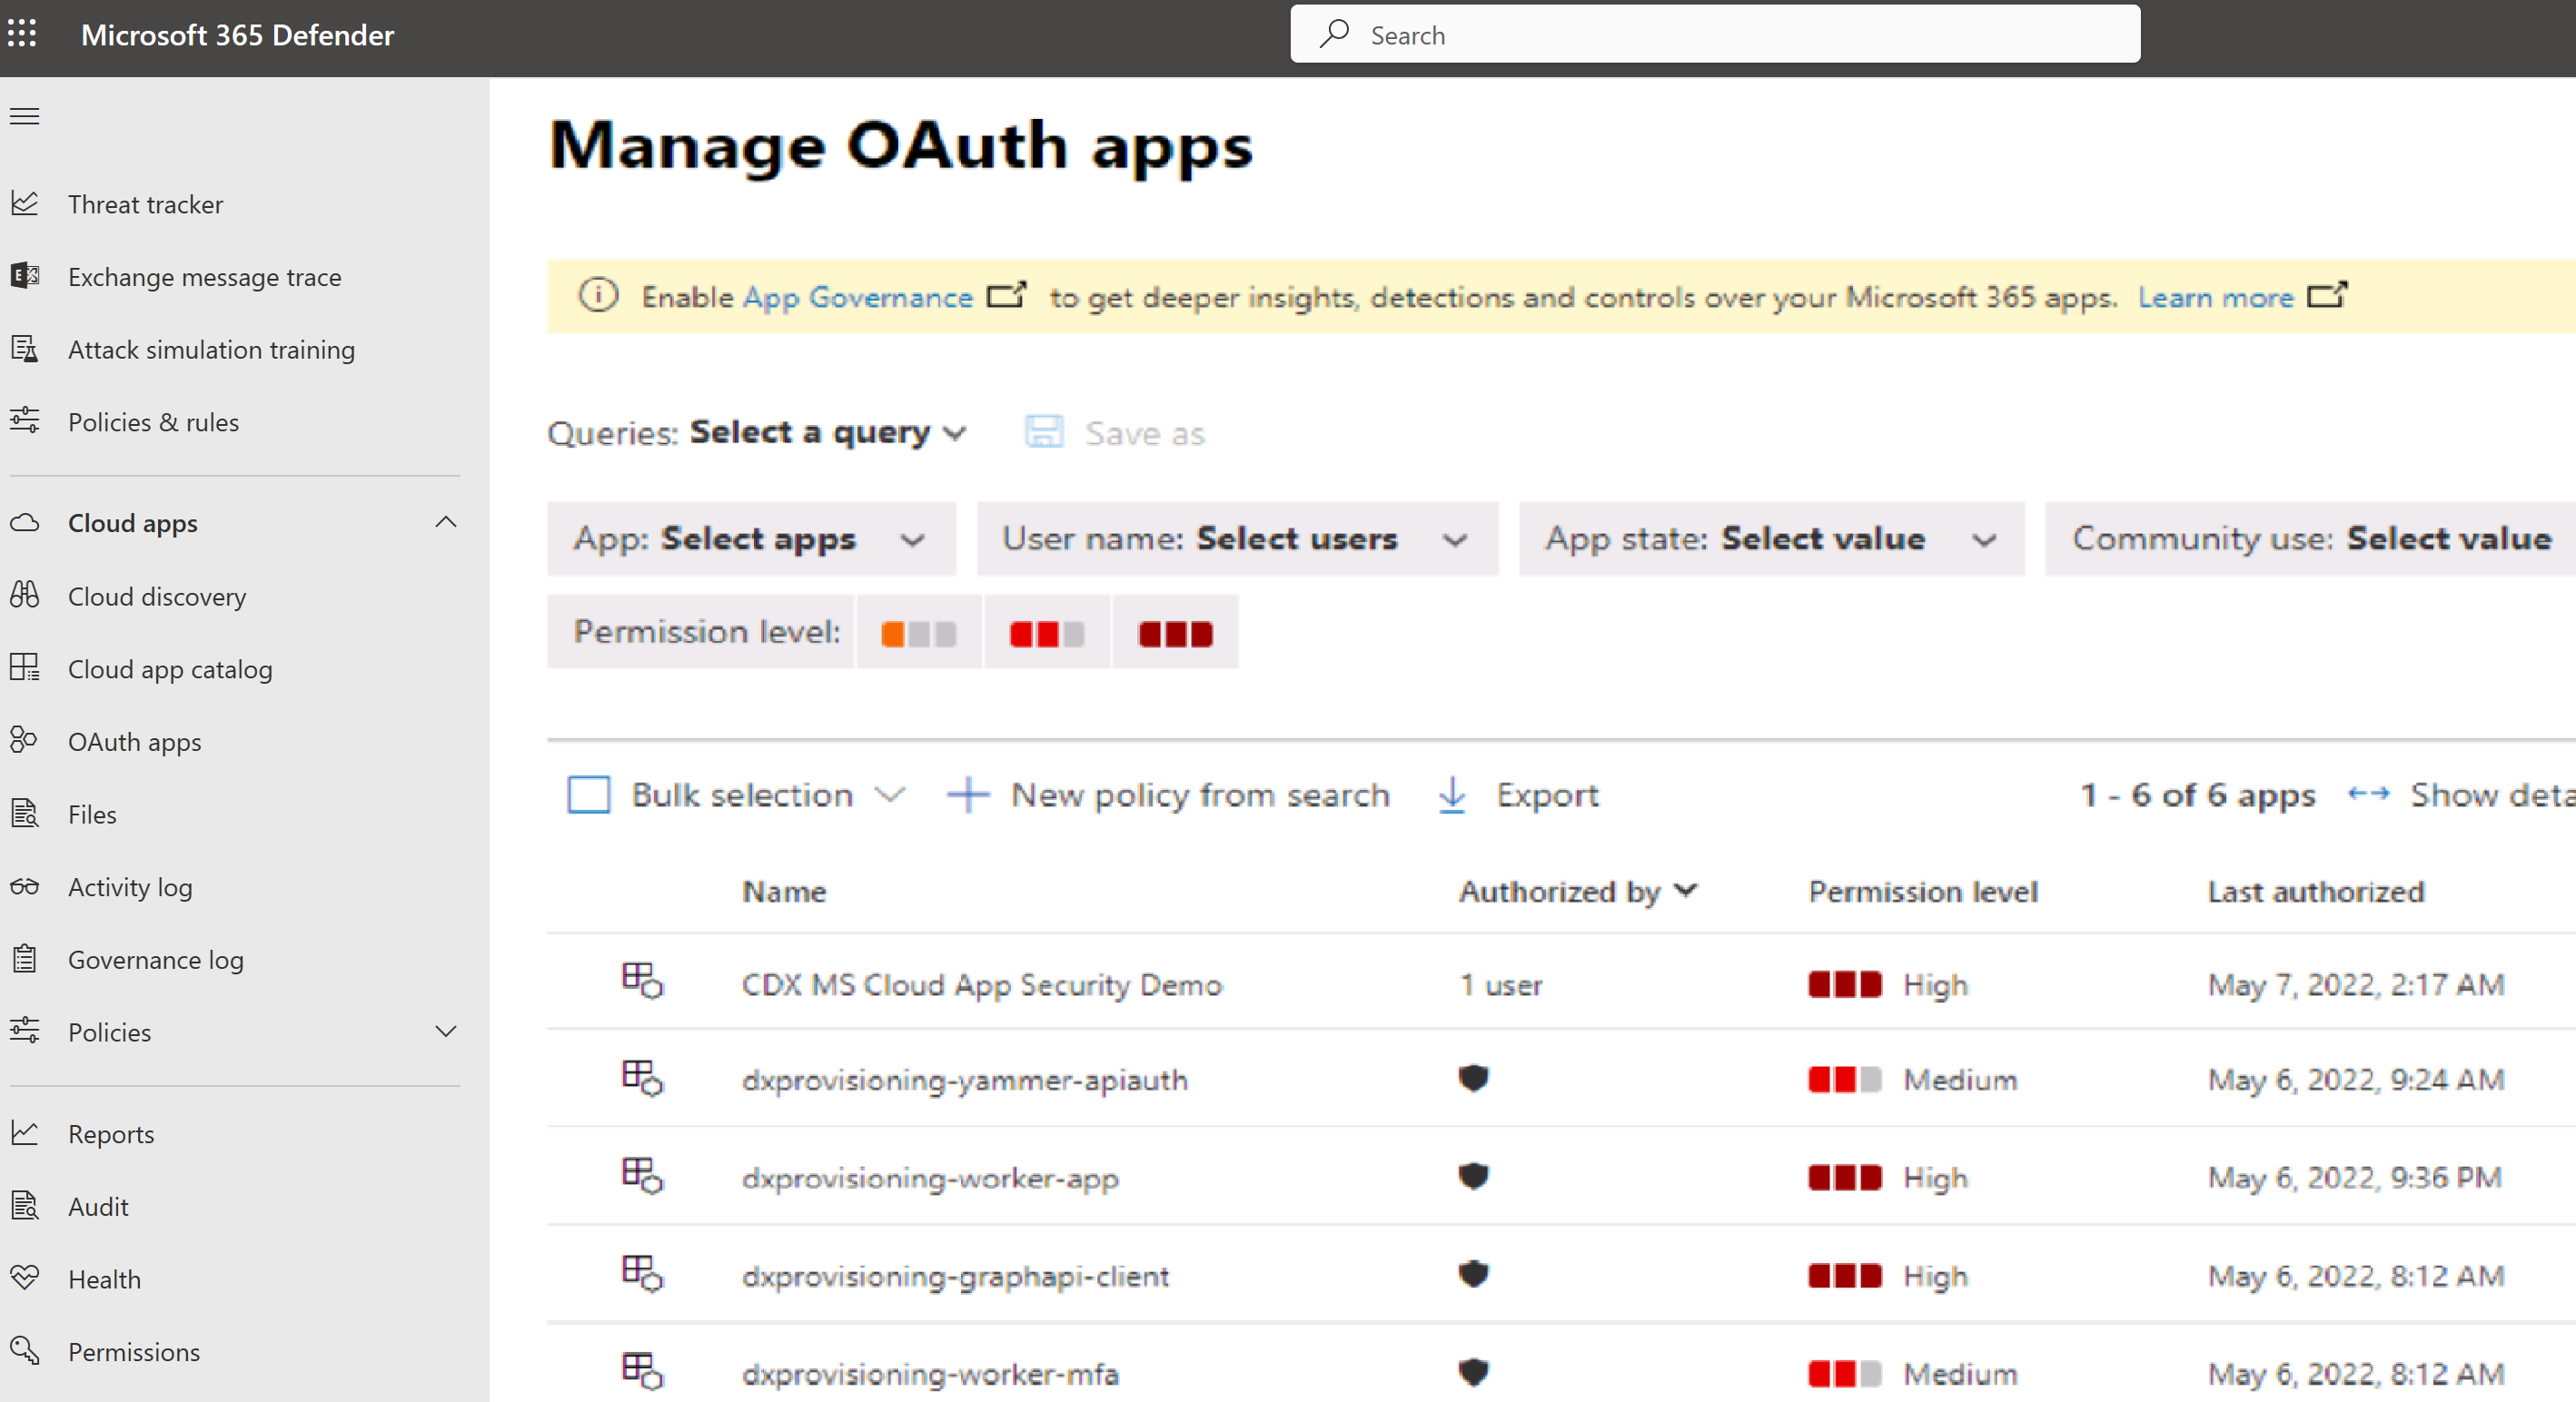 Microsoft 365 Defender
Search
Threat tracker
Exchange message trace
Attack simulation training
Policies & rules
Cloud apps
Cloud discovery
Cloud app catalog
OAuth apps
Files
Activity log
Governance log
Policies
Reports
Audit
Health
Permissions
Manage OAuth apps
Enable App Governance to get deeper insights, detections and controls over your Microsoft 365 apps. Learn more
Queries: Select a query Save as
App: Select apps User name: Select users App state: Select value Community use: Select value
Permission level:
Bulk selection New policy from search Export 1 - 6 of 6 apps Show deta
Name Authorized by Permission level Last authorized
CDX MS Cloud App Security Demo 1 user High May 7, 2022, 2:17 AM
dxprovisioning-yammer-apiauth Medium May 6, 2022, 9:24 AM
dxprovisioning-worker-app High May 6, 2022, 9:36 PM
dxprovisioning-graphapi-client High May 6, 2022, 8:12 AM
dxprovisioning-worker-mfa Medium May 6, 2022, 8:12 AM